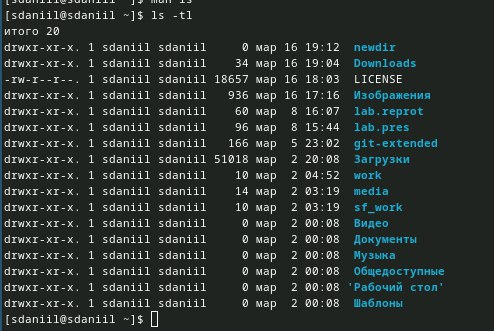 [sdaniil@sdaniil ~]$ man ls
[sdaniil@sdaniil ~]$ ls -tl
итого 20
drwxr-xr-x. 1 sdaniil sdaniil     0 мар 16 19:12  newdir
drwxr-xr-x. 1 sdaniil sdaniil    34 мар 16 19:04  Downloads
-rw-r--r--. 1 sdaniil sdaniil 18657 мар 16 18:03  LICENSE
drwxr-xr-x. 1 sdaniil sdaniil   936 мар 16 17:16  Изображения
drwxr-xr-x. 1 sdaniil sdaniil    60 мар  8 16:07  lab.reprot
drwxr-xr-x. 1 sdaniil sdaniil    96 мар  8 15:44  lab.pres
drwxr-xr-x. 1 sdaniil sdaniil   166 мар  5 23:02  git-extended
drwxr-xr-x. 1 sdaniil sdaniil 51018 мар  2 20:08  Загрузки
drwxr-xr-x. 1 sdaniil sdaniil    10 мар  2 04:52  work
drwxr-xr-x. 1 sdaniil sdaniil    14 мар  2 03:19  media
drwxr-xr-x. 1 sdaniil sdaniil    10 мар  2 03:19  sf_work
drwxr-xr-x. 1 sdaniil sdaniil     0 мар  2 00:08  Видео
drwxr-xr-x. 1 sdaniil sdaniil     0 мар  2 00:08  Документы
drwxr-xr-x. 1 sdaniil sdaniil     0 мар  2 00:08  Музыка
drwxr-xr-x. 1 sdaniil sdaniil     0 мар  2 00:08  Общедоступные
drwxr-xr-x. 1 sdaniil sdaniil     0 мар  2 00:08 'Рабочий стол'
drwxr-xr-x. 1 sdaniil sdaniil     0 мар  2 00:08  Шаблоны
[sdaniil@sdaniil ~]$